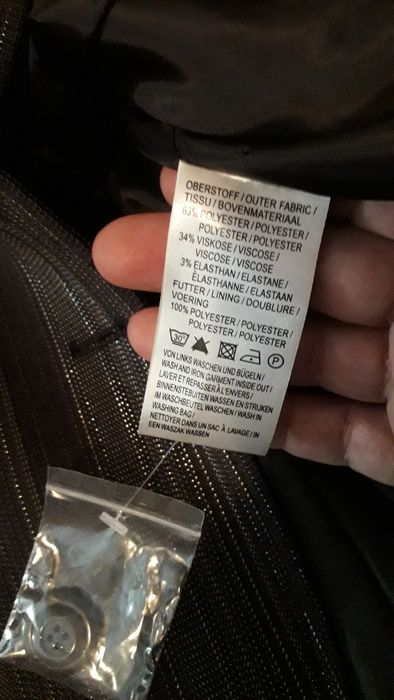 OBERSTOFF / OUTER FABRIC /
TISSU / BOVENMATERIAAL
63% POLYESTER / POLYESTER /
POLYESTER / POLYESTER
34% VISKOSE / VISCOSE /
VISCOSE / VISCOSE
3% ELASTHAN / ELASTANE /
ÉLASTHANNE / ELASTAAN
FUTTER / LINING / DOUBLURE /
VOERING
100% POLYESTER / POLYESTER /
POLYESTER / POLYESTER
30° P
VON LINKS WASCHEN UND BÜGELN /
WASH AND IRON GARMENT INSIDE OUT /
LAVER ET REPASSER À L'ENVERS /
BINNENSTEBUITEN WASSEN EN STRIJKEN
IM WASCHBEUTEL WASCHEN / WASH IN
WASHING BAG /
NETTOYER DANS UN SAC À LAVAGE / IN
EEN WASZAK WASSEN